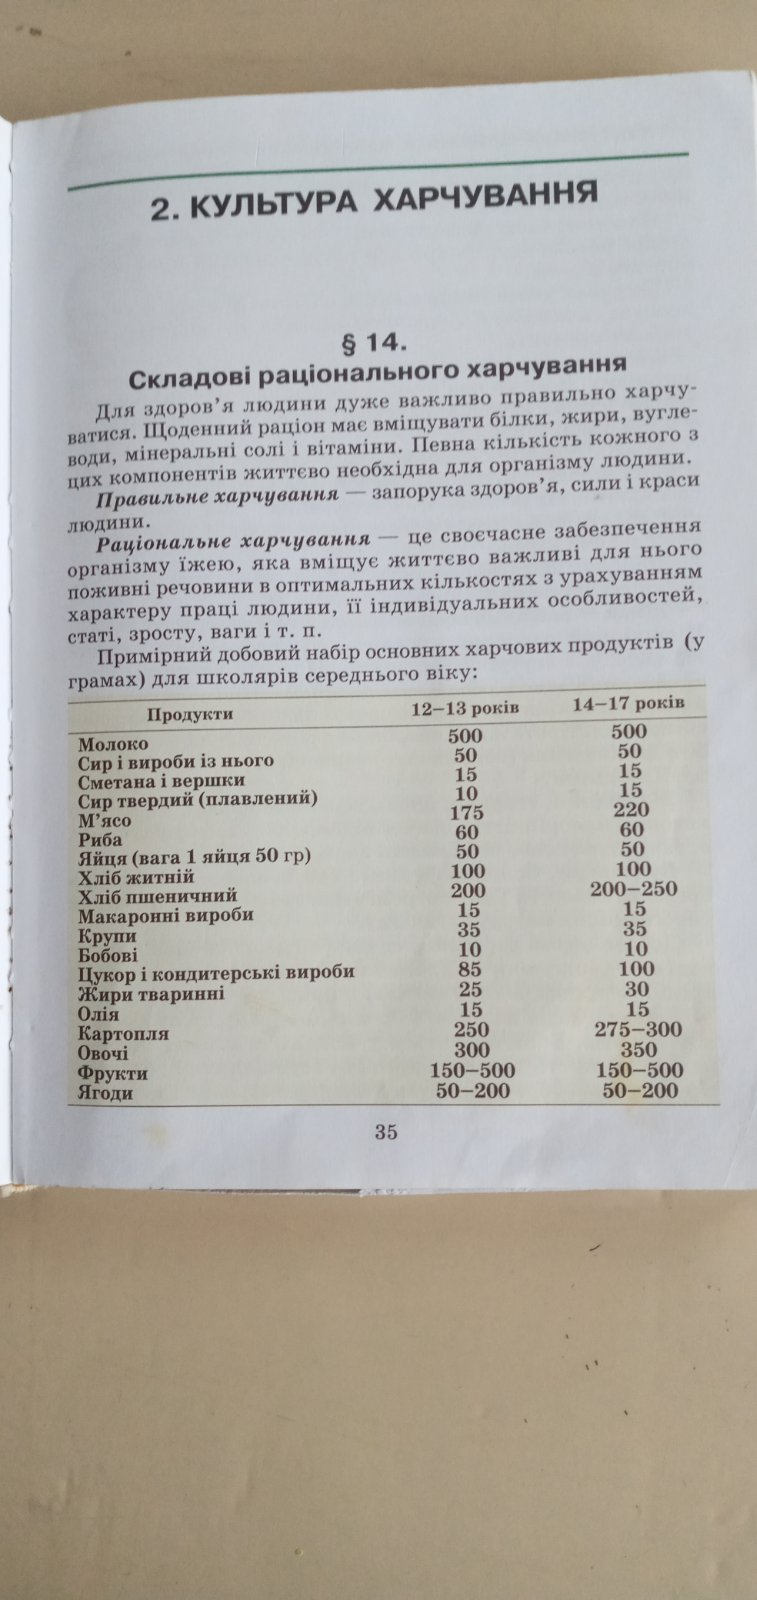 2. КУЛЬТУРА ХАРЧУВАННЯ
§ 14.
Складові раціонального харчування
Для здоров’я людини дуже важливо правильно харчу-
ватися. Щоденний раціон має вміщувати білки, жири, вугле-
води, мінеральні солі і вітаміни. Певна кількість кожного з
цих компонентів життєво необхідна для організму людини.
Правильне харчування — запорука здоров’я, сили і краси
людини.
Раціональне харчування — це своєчасне забезпечення
організму їжею, яка вміщує життєво важливі для нього
поживні речовини в оптимальних кількостях з урахуванням
характеру праці людини, її індивідуальних особливостей,
статі, зросту, ваги і т. п.
Примірний добовий набір основних харчових продуктів (у
грамах) для школярів середнього віку:
Продукти 12–13 років 14–17 років
Молоко 500 500
Сир і вироби із нього 50 50
Сметана і вершки 15 15
Сир твердий (плавлений) 10 15
М’ясо 175 220
Риба 60 60
Яйця (вага 1 яйця 50 гр) 50 50
Хліб житній 100 100
Хліб пшеничний 200 200–250
Макаронні вироби 15 15
Крупи 35 35
Бобові 10 10
Цукор і кондитерські вироби 85 100
Жири тваринні 25 30
Олія 15 15
Картопля 250 275–300
Овочі 300 350
Фрукти 150–500 150–500
Ягоди 50–200 50–200
35